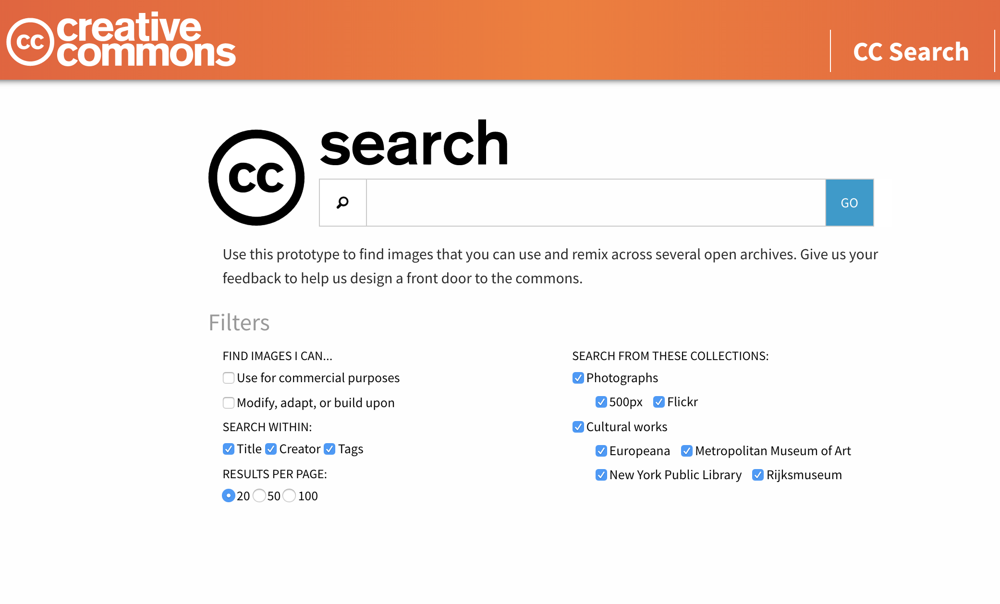 cc creative
commons
CC Search
search
cc
GO
Use this prototype to find images that you can use and remix across several open archives. Give us your
feedback to help us design a front door to the commons.
Filters
FIND IMAGES I CAN...
Use for commercial purposes
Modify, adapt, or build upon
SEARCH WITHIN:
Title Creator Tags
RESULTS PER PAGE:
20 50 100
SEARCH FROM THESE COLLECTIONS:
Photographs
500px Flickr
Cultural works
Europeana Metropolitan Museum of Art
New York Public Library Rijksmuseum